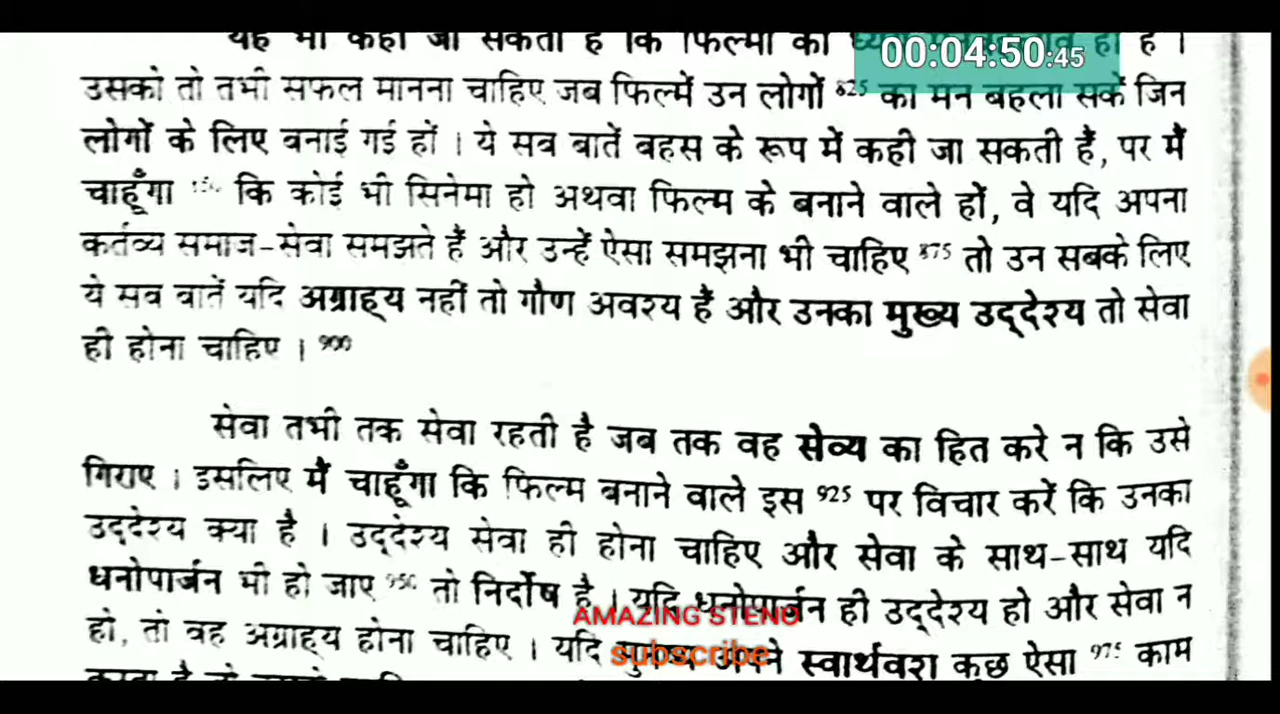 यह भी कहा जा सकता है कि फिल्मों का
00:04:50:45
उसको तो तभी सफल मानना चाहिए जब फिल्में उन लोगों 825 का मन बहला सकें जिन
लोगों के लिए बनाई गई हों । ये सब बातें बहस के रूप में कही जा सकती हैं, पर मैं
चाहूँगा कि कोई भी सिनेमा हो अथवा फिल्म के बनाने वाले हों, वे यदि अपना
कर्तव्य समाज-सेवा समझते हैं और उन्हें ऐसा समझना भी चाहिए 875 तो उन सबके लिए
ये सब बातें यदि अग्राह्य नहीं तो गौण अवश्य हैं और उनका मुख्य उद्देश्य तो सेवा
ही होना चाहिए । 900
सेवा तभी तक सेवा रहती है जब तक वह सेव्य का हित करे न कि उसे
गिराए । इसलिए मैं चाहूँगा कि फिल्म बनाने वाले इस 925 पर विचार करें कि उनका
उद्देश्य क्या है । उद्देश्य सेवा ही होना चाहिए और सेवा के साथ-साथ यदि
धनोपार्जन भी हो जाए 950 तो निर्दोष है । यदि धनोपार्जन ही उद्देश्य हो और सेवा न
AMAZING STENO
हो, तो वह अग्राह्य होना चाहिए । यदि अपने स्वार्थवश कुछ ऐसा 975 काम
subscribe